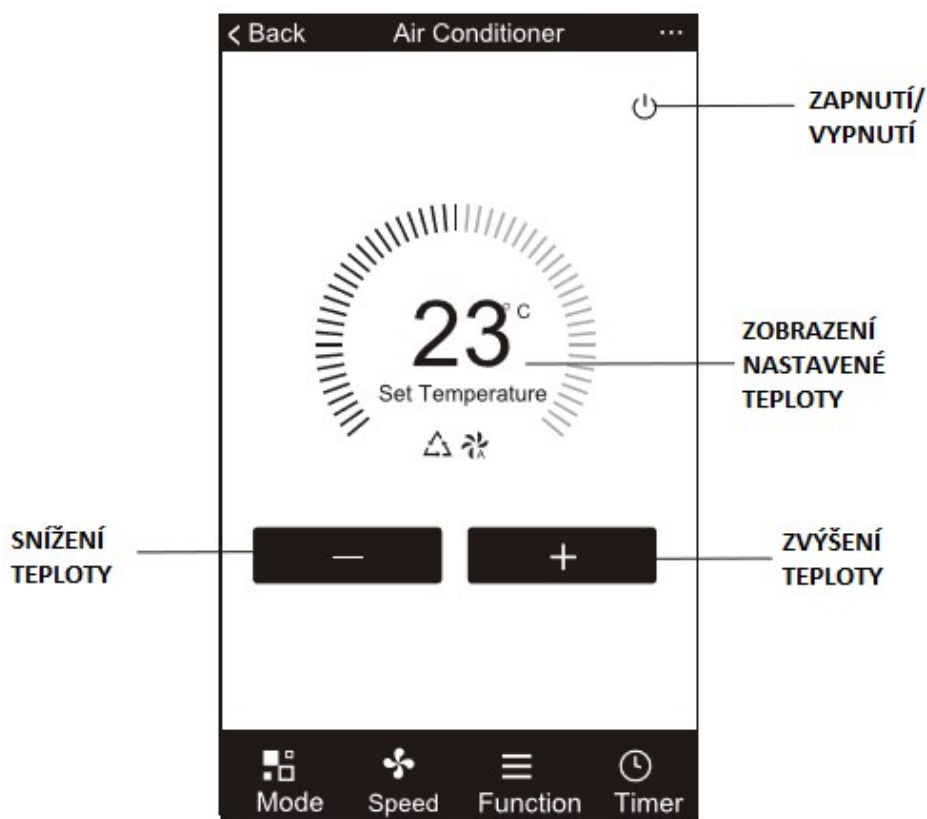 Back Air Conditioner ...
ZAPNUTÍ/
VYPNUTÍ
23° C
Set Temperature
A
ZOBRAZENÍ
NASTAVENÉ
TEPLOTY
SNÍŽENÍ
TEPLOTY
— +
ZVÝŠENÍ
TEPLOTY
Mode Speed Function Timer